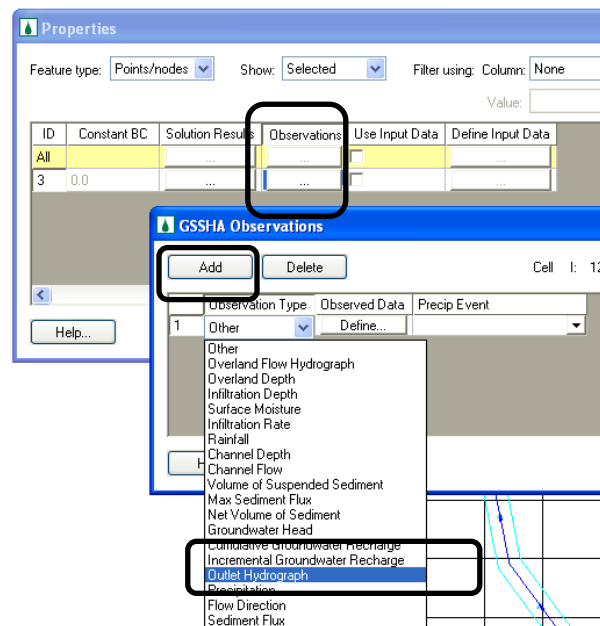 Properties
Feature type: Points/nodes Show: Selected Filter using: Column: None
Value:
ID Constant BC Solution Results Observations Use Input Data Define Input Data
All ... ... ...
3 0.0 ... ... ...
GSSHA Observations
Add Delete Cell I: 12
Observation Type Observed Data Precip Event
1 Other Define...
Help...
Other
Overland Flow Hydrograph
Overland Depth
Infiltration Depth
Surface Moisture
Infiltration Rate
Rainfall
Channel Depth
H
Channel Flow
Volume of Suspended Sediment
Max Sediment Flux
Net Volume of Sediment
Groundwater Head
Cumulative Groundwater Recharge
Incremental Groundwater Recharge
Outlet Hydrograph
Precipitation
Flow Direction
Sediment Flux